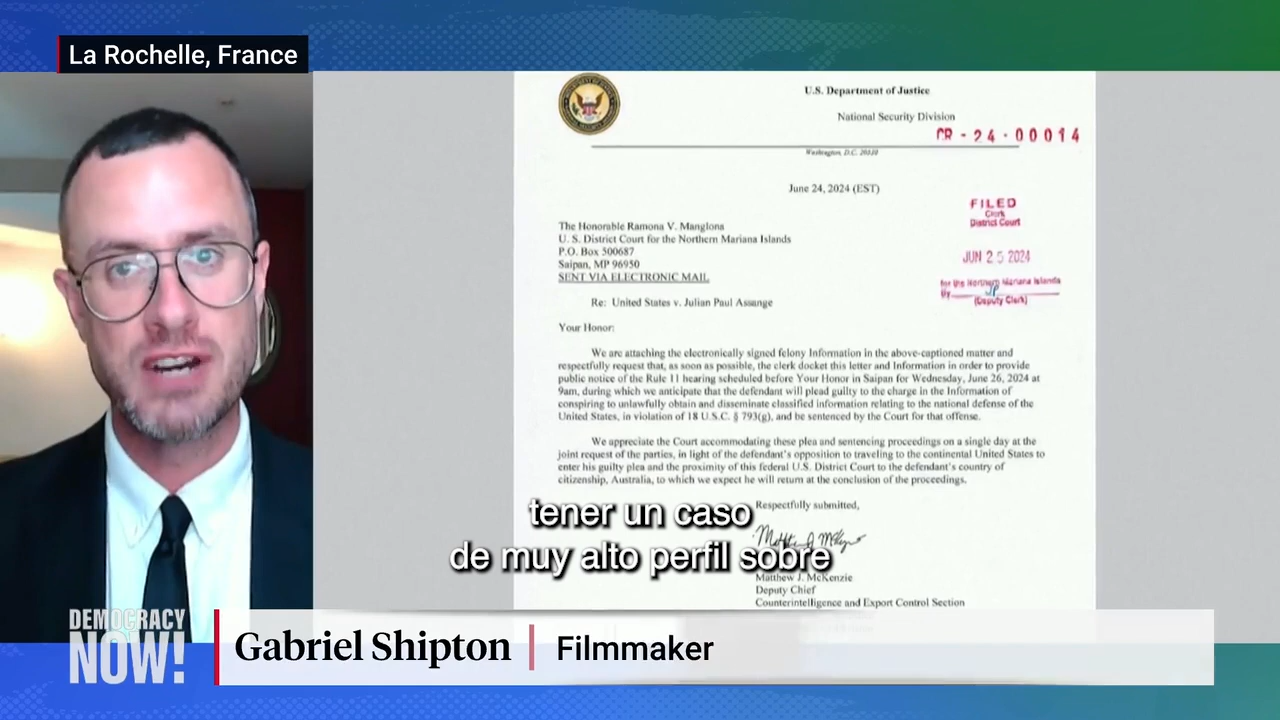 La Rochelle, France
U.S. Department of Justice
National Security Division
CR - 24 - 00014
Washington, D.C. 20530
June 24, 2024 (EST)
FILED
Clerk
District Court
JUN 25 2024
for the Northern Mariana Islands
By
(Deputy Clerk)
The Honorable Ramona V. Manglona
U. S. District Court for the Northern Mariana Islands
P.O. Box 500687
Saipan, MP 96950
SENT VIA ELECTRONIC MAIL
Re: United States v. Julian Paul Assange
Your Honor:
We are attaching the electronically signed felony Information in the above-captioned matter and
respectfully request that, as soon as possible, the clerk docket this letter and Information in order to provide
public notice of the Rule 11 hearing scheduled before Your Honor in Saipan for Wednesday, June 26, 2024 at
9am, during which we anticipate that the defendant will plead guilty to the charge in the Information of
conspiring to unlawfully obtain and disseminate classified information relating to the national defense of the
United States, in violation of 18 U.S.C. § 793(g), and be sentenced by the Court for that offense.
We appreciate the Court accommodating these plea and sentencing proceedings on a single day at the
joint request of the parties, in light of the defendant's opposition to traveling to the continental United States to
enter his guilty plea and the proximity of this federal U.S. District Court to the defendant's country of
citizenship, Australia, to which we expect he will return at the conclusion of the proceedings.
Respectfully submitted,
tener un caso
de muy alto perfil sobre
Matthew J. McKenzie
Deputy Chief
Counterintelligence and Export Control Section
DEMOCRACY
NOW!
Gabriel Shipton | Filmmaker